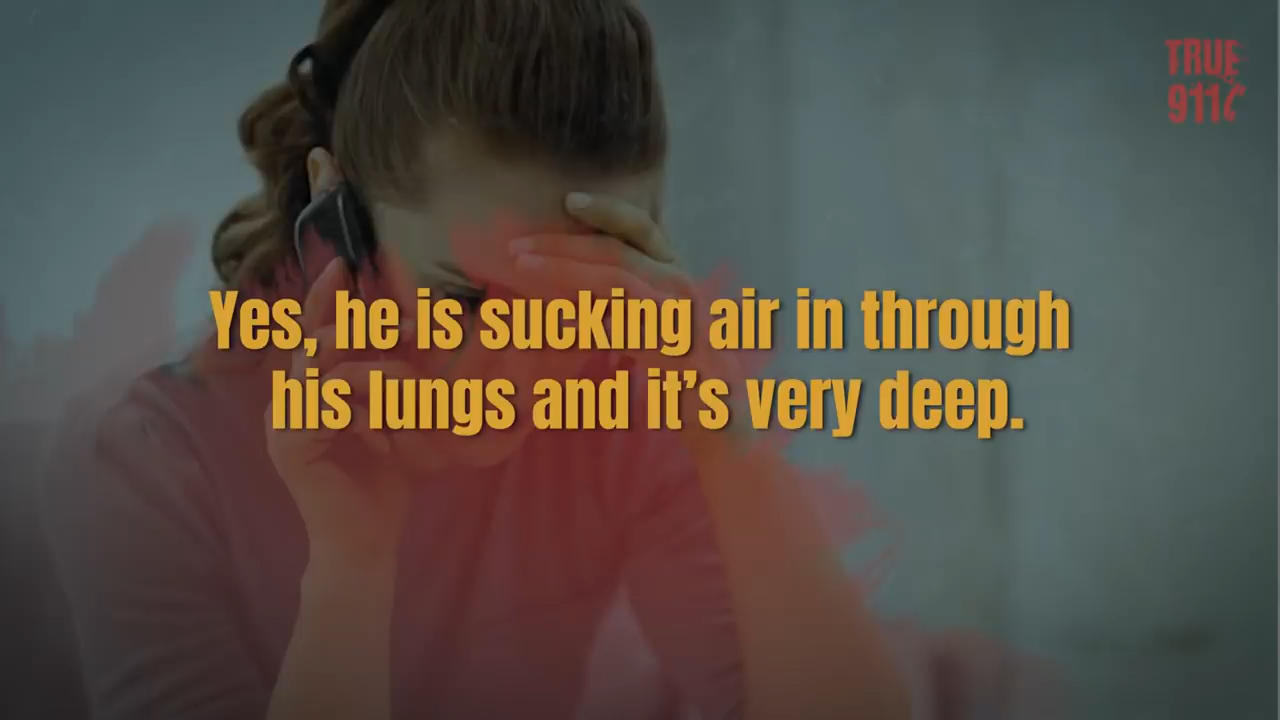 TRUE
911
Yes, he is sucking air in through
his lungs and it’s very deep.